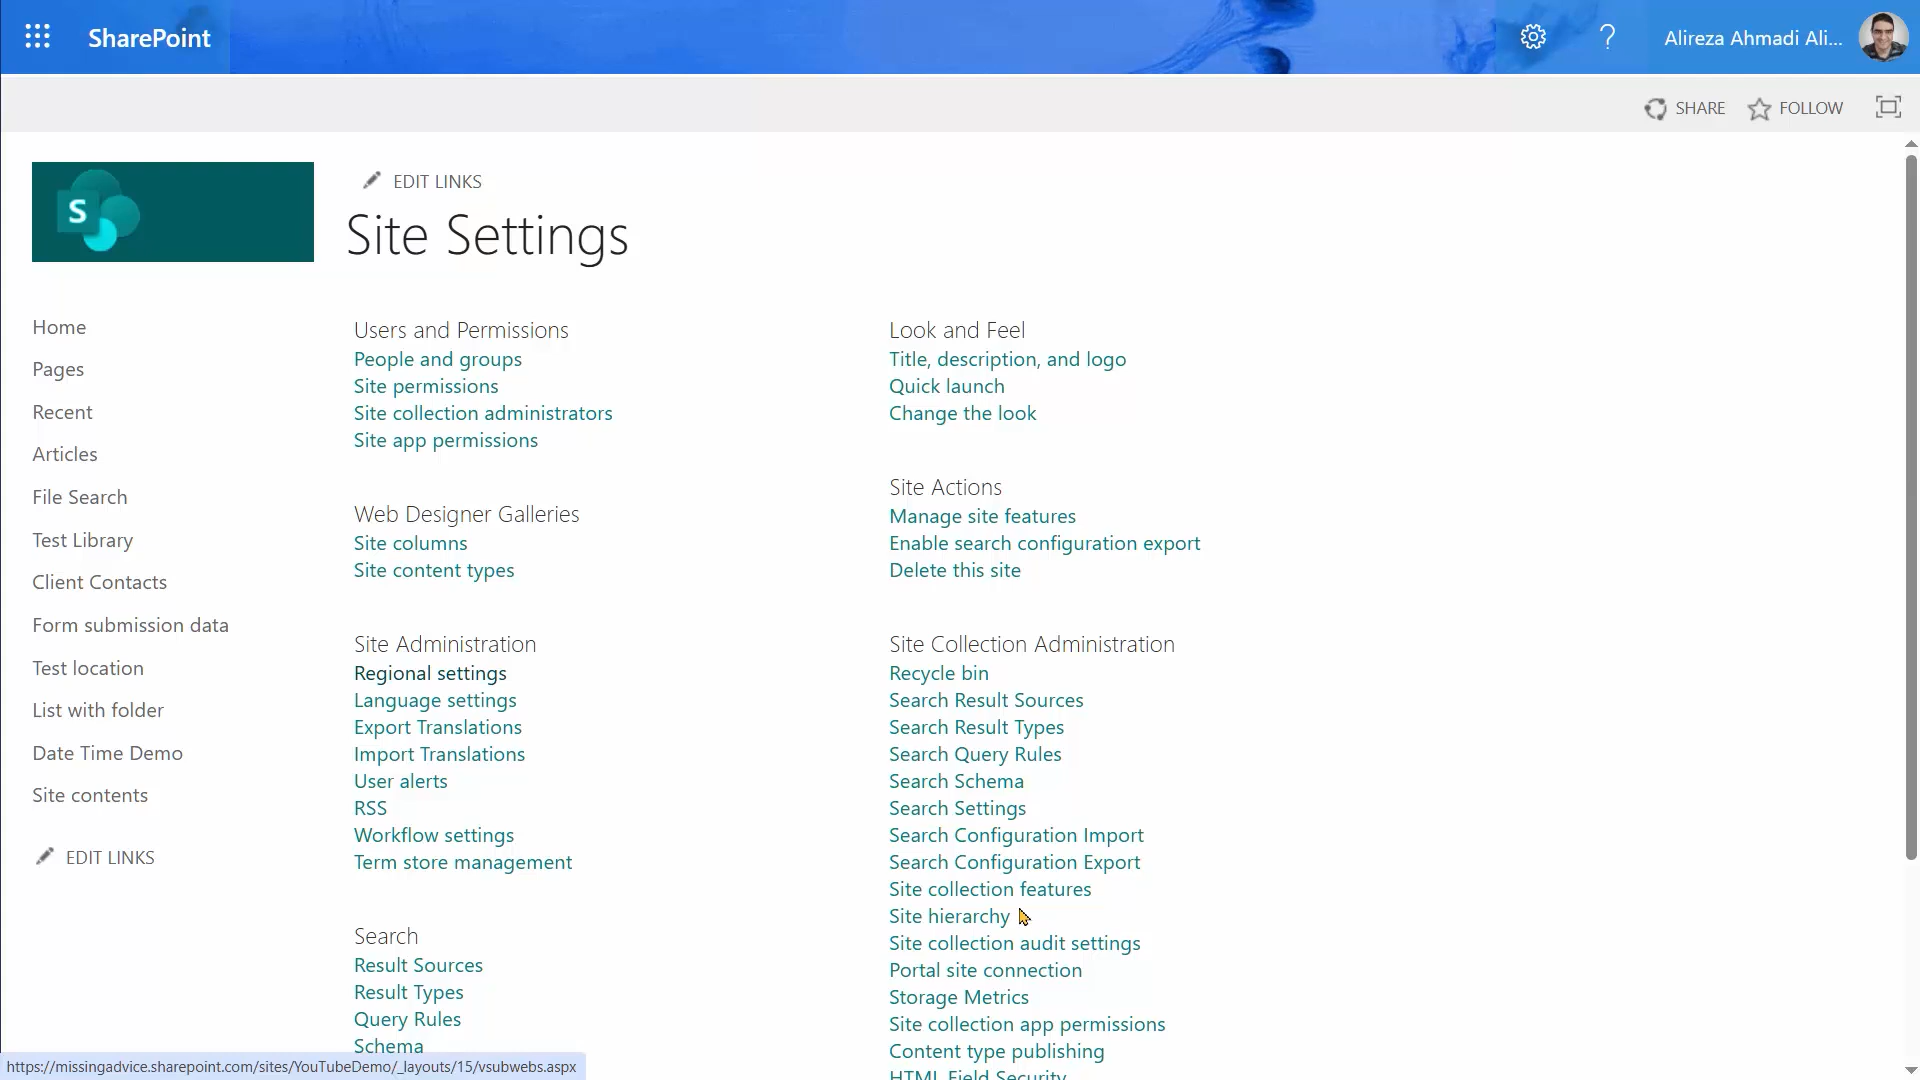 SharePoint
Alireza Ahmadi Ali...
SHARE
FOLLOW
S
EDIT LINKS
Site Settings
Home
Pages
Recent
Articles
File Search
Test Library
Client Contacts
Form submission data
Test location
List with folder
Date Time Demo
Site contents
EDIT LINKS
Users and Permissions
People and groups
Site permissions
Site collection administrators
Site app permissions
Web Designer Galleries
Site columns
Site content types
Site Administration
Regional settings
Language settings
Export Translations
Import Translations
User alerts
RSS
Workflow settings
Term store management
Search
Result Sources
Result Types
Query Rules
Schema
Look and Feel
Title, description, and logo
Quick launch
Change the look
Site Actions
Manage site features
Enable search configuration export
Delete this site
Site Collection Administration
Recycle bin
Search Result Sources
Search Result Types
Search Query Rules
Search Schema
Search Settings
Search Configuration Import
Search Configuration Export
Site collection features
Site hierarchy
Site collection audit settings
Portal site connection
Storage Metrics
Site collection app permissions
Content type publishing
HTML Field Security
https://missingadvice.sharepoint.com/sites/YouTubeDemo/_layouts/15/vsubwebs.aspx